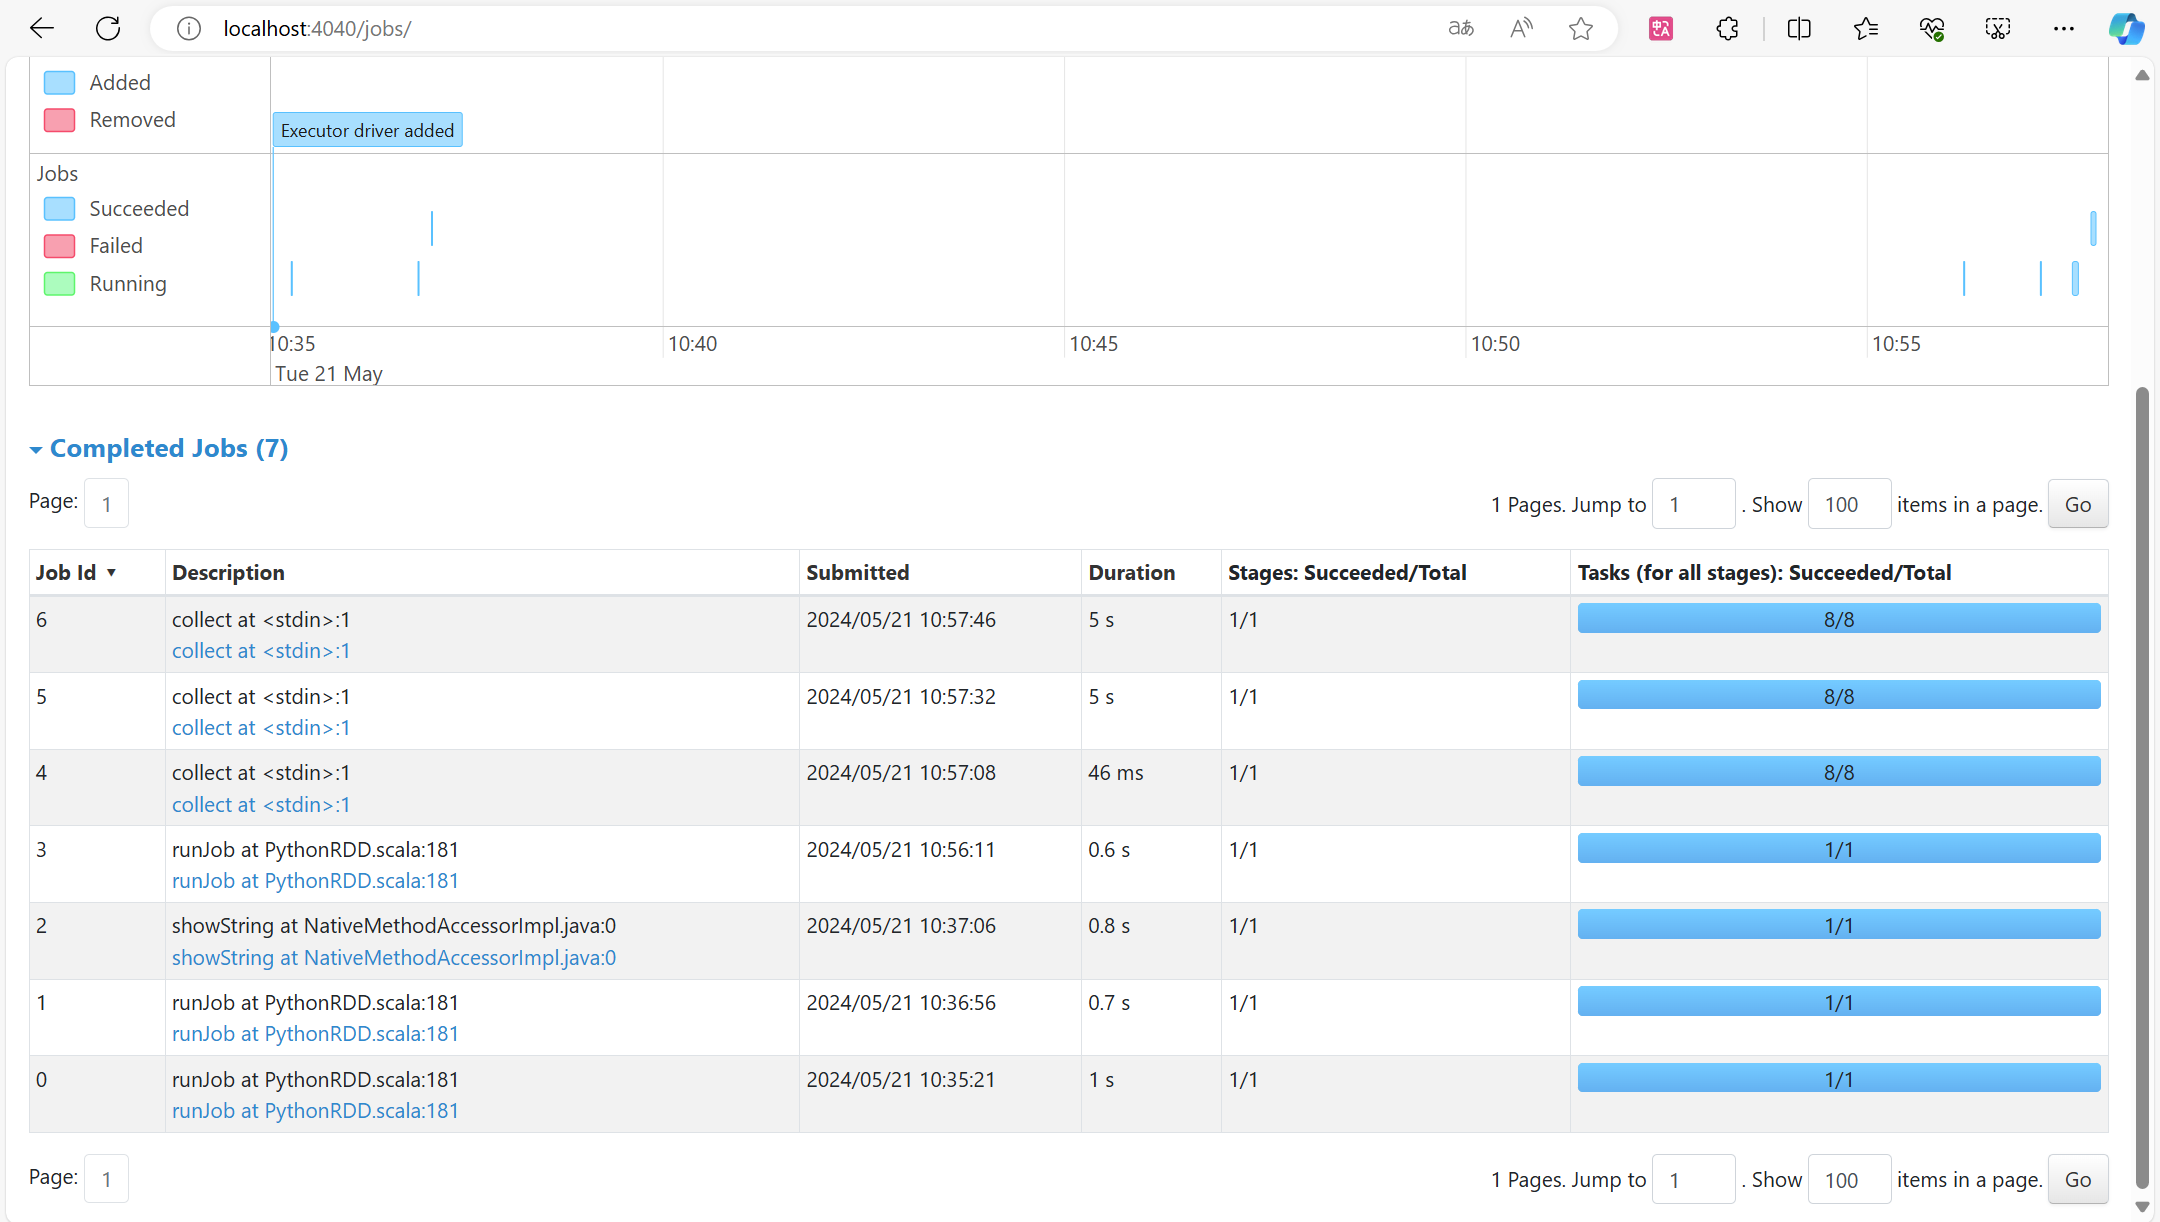 localhost:4040/jobs/
Added
Removed
Executor driver added
Jobs
Succeeded
Failed
Running
10:35 10:40 10:45 10:50 10:55
Tue 21 May
Completed Jobs (7)
Page: 1 1 Pages. Jump to 1 . Show 100 items in a page. Go
Job Id ▾ Description Submitted Duration Stages: Succeeded/Total Tasks (for all stages): Succeeded/Total
6 collect at <stdin>:1 2024/05/21 10:57:46 5 s 1/1 8/8
collect at <stdin>:1
5 collect at <stdin>:1 2024/05/21 10:57:32 5 s 1/1 8/8
collect at <stdin>:1
4 collect at <stdin>:1 2024/05/21 10:57:08 46 ms 1/1 8/8
collect at <stdin>:1
3 runJob at PythonRDD.scala:181 2024/05/21 10:56:11 0.6 s 1/1 1/1
runJob at PythonRDD.scala:181
2 showString at NativeMethodAccessorImpl.java:0 2024/05/21 10:37:06 0.8 s 1/1 1/1
showString at NativeMethodAccessorImpl.java:0
1 runJob at PythonRDD.scala:181 2024/05/21 10:36:56 0.7 s 1/1 1/1
runJob at PythonRDD.scala:181
0 runJob at PythonRDD.scala:181 2024/05/21 10:35:21 1 s 1/1 1/1
runJob at PythonRDD.scala:181
Page: 1 1 Pages. Jump to 1 . Show 100 items in a page. Go